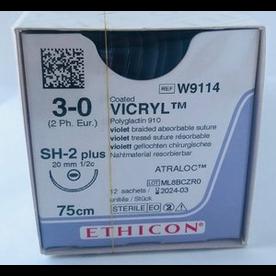 REF W9114
3-0
(2 Ph. Eur.)
Coated
VICRYL™
Polyglactin 910
violet braided absorbable suture
violet tressé suture résorbable
violett geflochten chirurgisches
Nahtmaterial resorbierbar
SH-2 plus
20 mm 1/2c
ATRALOC™
LOT ML8BCZR0
12 sachets / 2024-03
unités / Stück
75cm
STERILE EO
ETHICON